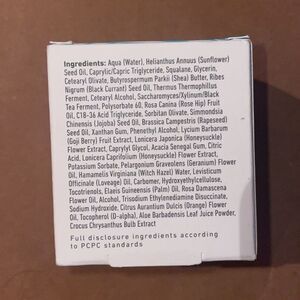 Ingredients: Aqua (Water), Helianthus Annuus (Sunflower)
Seed Oil, Caprylic/Capric Triglyceride, Squalane, Glycerin,
Cetearyl Olivate, Butyrospermum Parkii (Shea) Butter, Ribes
Nigrum (Black Currant) Seed Oil, Thermus Thermophillus
Ferment, Cetearyl Alcohol, Saccharomyces/Xylinum/Black
Tea Ferment, Polysorbate 60, Rosa Canina (Rose Hip) Fruit
Oil, C18-36 Acid Triglyceride, Sorbitan Olivate, Simmondsia
Chinensis (Jojoba) Seed Oil, Brassica Campestris (Rapeseed)
Seed Oil, Xanthan Gum, Phenethyl Alcohol, Lycium Barbarum
(Goji Berry) Fruit Extract, Lonicera Japonica (Honeysuckle)
Flower Extract, Caprylyl Glycol, Acacia Senegal Gum, Citric
Acid, Lonicera Caprifolium (Honeysuckle) Flower Extract,
Potassium Sorbate, Pelargonium Graveolens (Geranium) Flower
Oil, Hamamelis Virginiana (Witch Hazel) Water, Levisticum
Officinale (Loveage) Oil, Carbomer, Hydroxyethylcellulose,
Tocotrienols, Elaeis Guineensis (Palm) Oil, Rosa Damascena
Flower Oil, Alcohol, Trisodium Ethylenediamine Disuccinate,
Sodium Hydroxide, Citrus Aurantium Dulcis (Orange) Flower
Oil, Tocopherol (D-alpha), Aloe Barbadensis Leaf Juice Powder,
Crocus Chrysanthus Bulb Extract
Full disclosure ingredients according
to PCPC standards